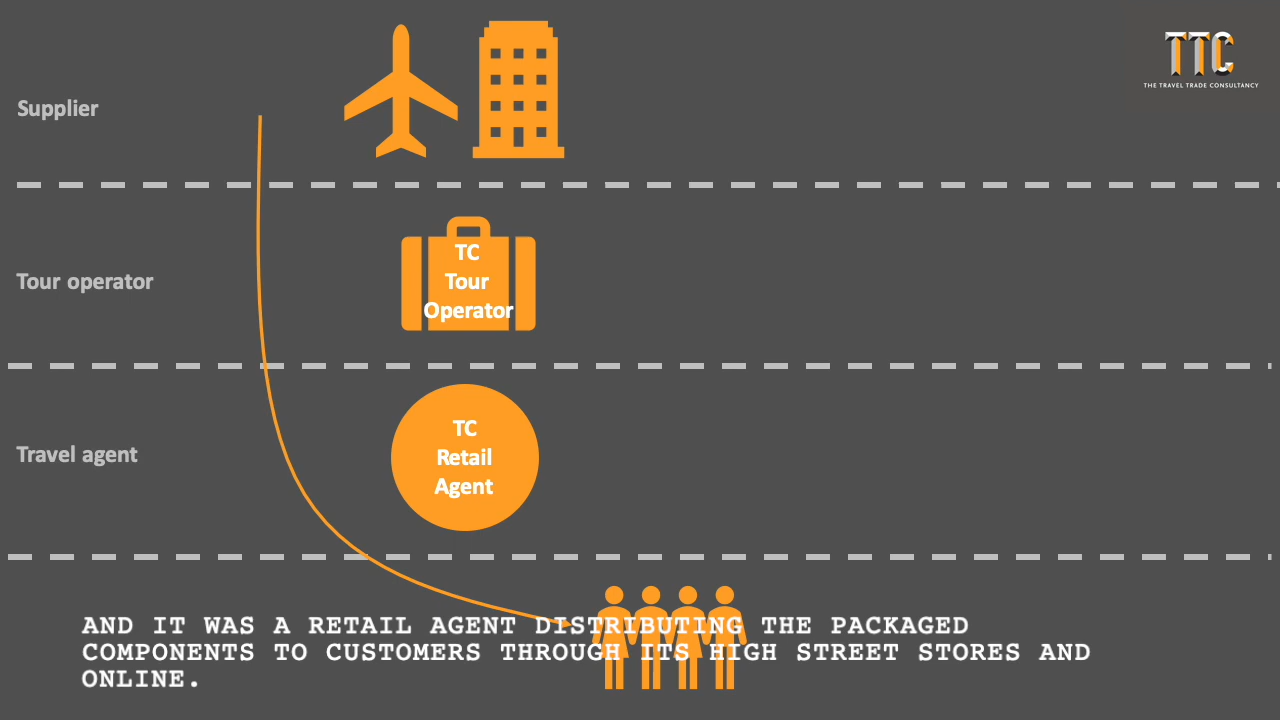 TTC
THE TRAVEL TRADE CONSULTANCY
Supplier
Tour operator
TC
Tour
Operator
Travel agent
TC
Retail
Agent
AND IT WAS A RETAIL AGENT DISTRIBUTING THE PACKAGED
COMPONENTS TO CUSTOMERS THROUGH ITS HIGH STREET STORES AND
ONLINE.